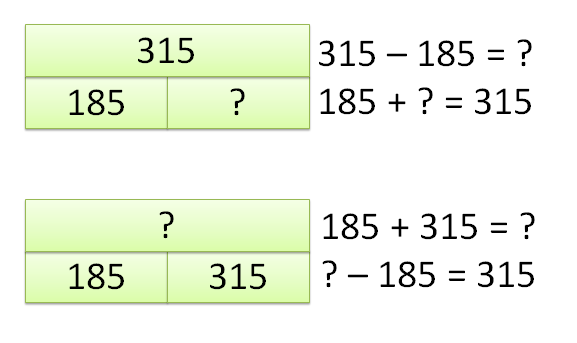 315
185 ?
315 – 185 = ?
185 + ? = 315
?
185 315
185 + 315 = ?
? – 185 = 315